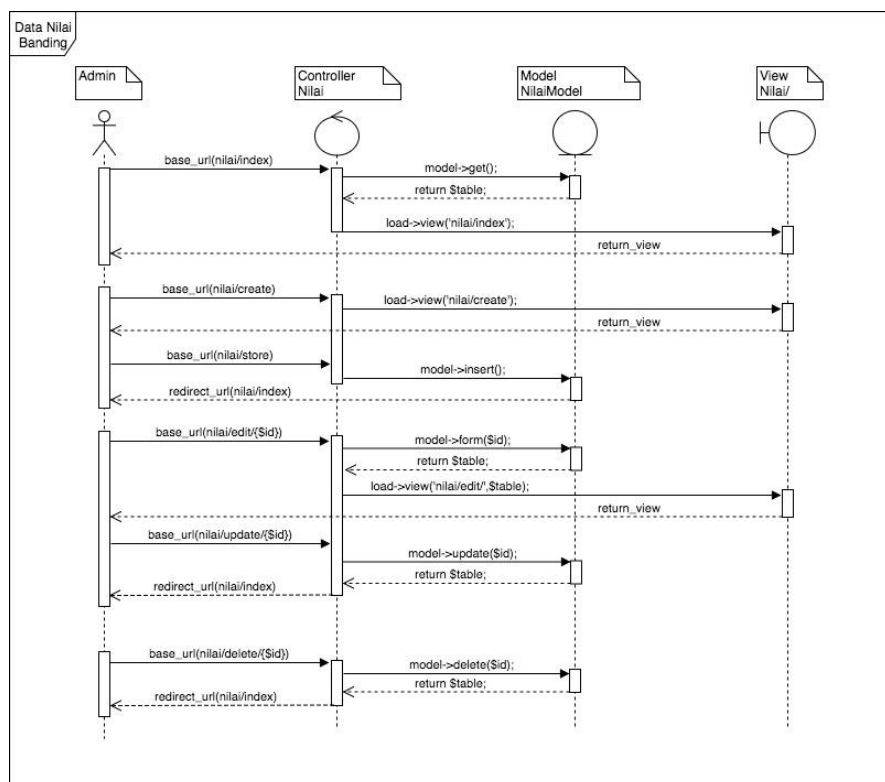 Data Nilai
Banding
Admin
Controller
Nilai
Model
NilaiModel
View
Nilai/
base_url(nilai/index)
model->get();
return $table;
load->view('nilai/index');
return_view
base_url(nilai/create)
load->view('nilai/create');
return_view
base_url(nilai/store)
model->insert();
redirect_url(nilai/index)
base_url(nilai/edit/{$id})
model->form($id);
return $table;
load->view('nilai/edit/',$table);
return_view
base_url(nilai/update/{$id})
model->update($id);
return $table;
redirect_url(nilai/index)
base_url(nilai/delete/{$id})
model->delete($id);
return $table;
redirect_url(nilai/index)